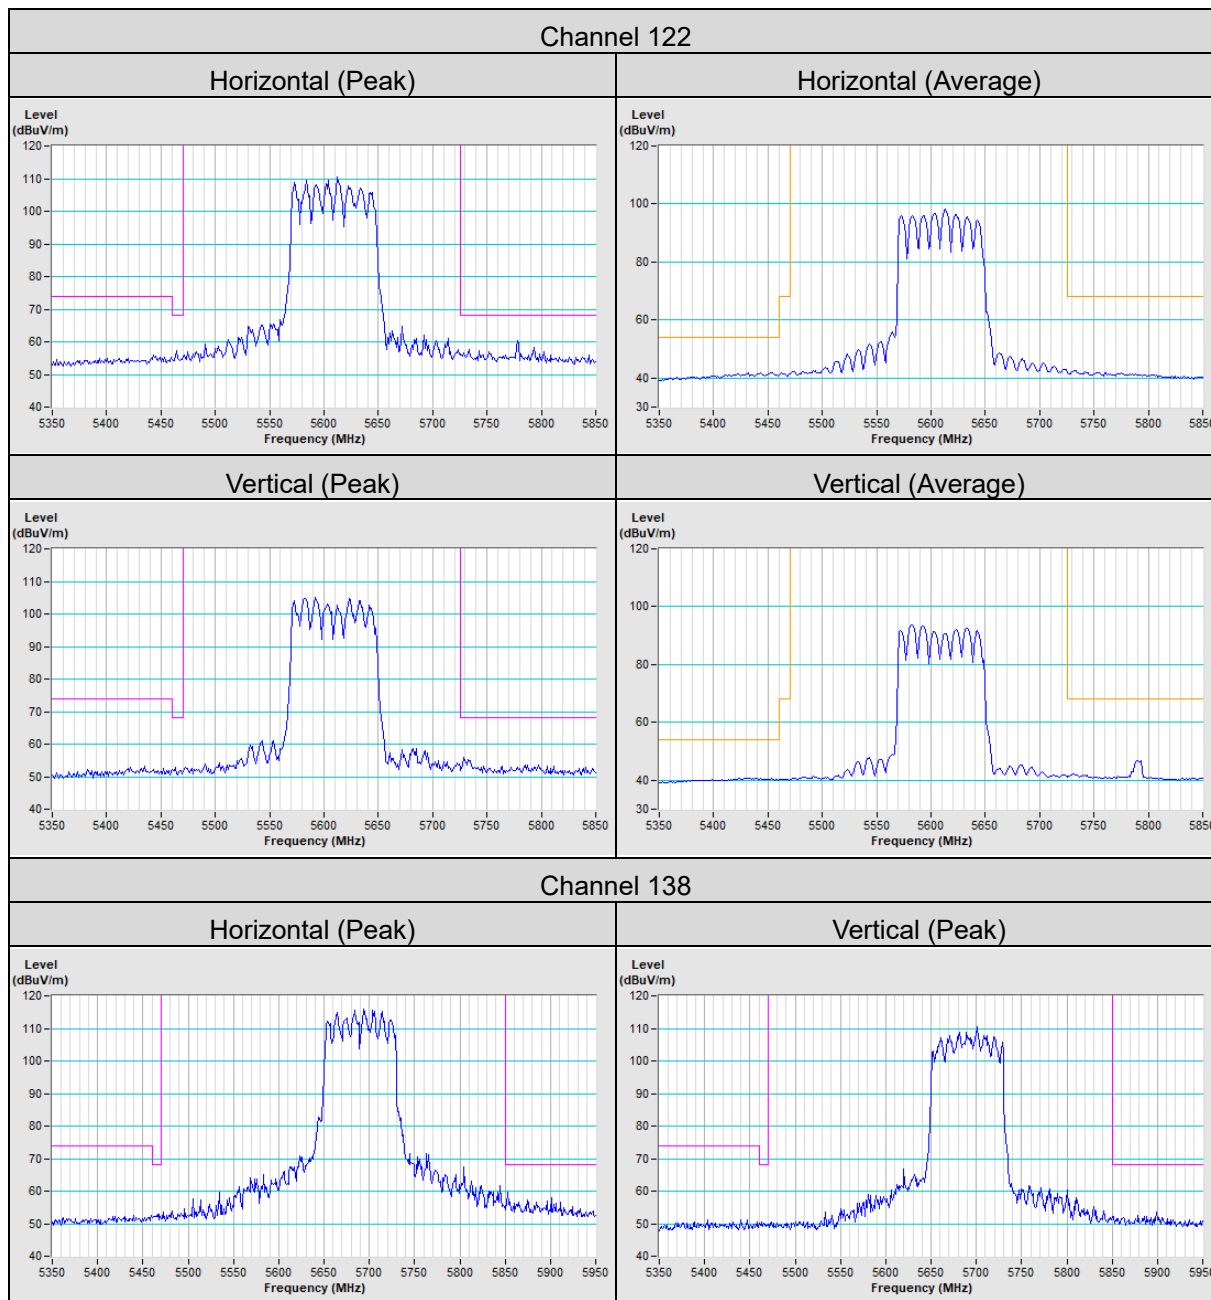 Channel 122
Horizontal (Peak)
Horizontal (Average)
Level
(dBuV/m)
120
110
100
90
80
70
60
50
40
5350 5400 5450 5500 5550 5600 5650 5700 5750 5800 5850
Frequency (MHz)
Level
(dBuV/m)
120
100
80
60
40
30
5350 5400 5450 5500 5550 5600 5650 5700 5750 5800 5850
Frequency (MHz)
Vertical (Peak)
Vertical (Average)
Level
(dBuV/m)
120
110
100
90
80
70
60
50
40
5350 5400 5450 5500 5550 5600 5650 5700 5750 5800 5850
Frequency (MHz)
Level
(dBuV/m)
120
100
80
60
40
30
5350 5400 5450 5500 5550 5600 5650 5700 5750 5800 5850
Frequency (MHz)
Channel 138
Horizontal (Peak)
Vertical (Peak)
Level
(dBuV/m)
120
110
100
90
80
70
60
50
40
5350 5400 5450 5500 5550 5600 5650 5700 5750 5800 5850 5900 5950
Frequency (MHz)
Level
(dBuV/m)
120
110
100
90
80
70
60
50
40
5350 5400 5450 5500 5550 5600 5650 5700 5750 5800 5850 5900 5950
Frequency (MHz)